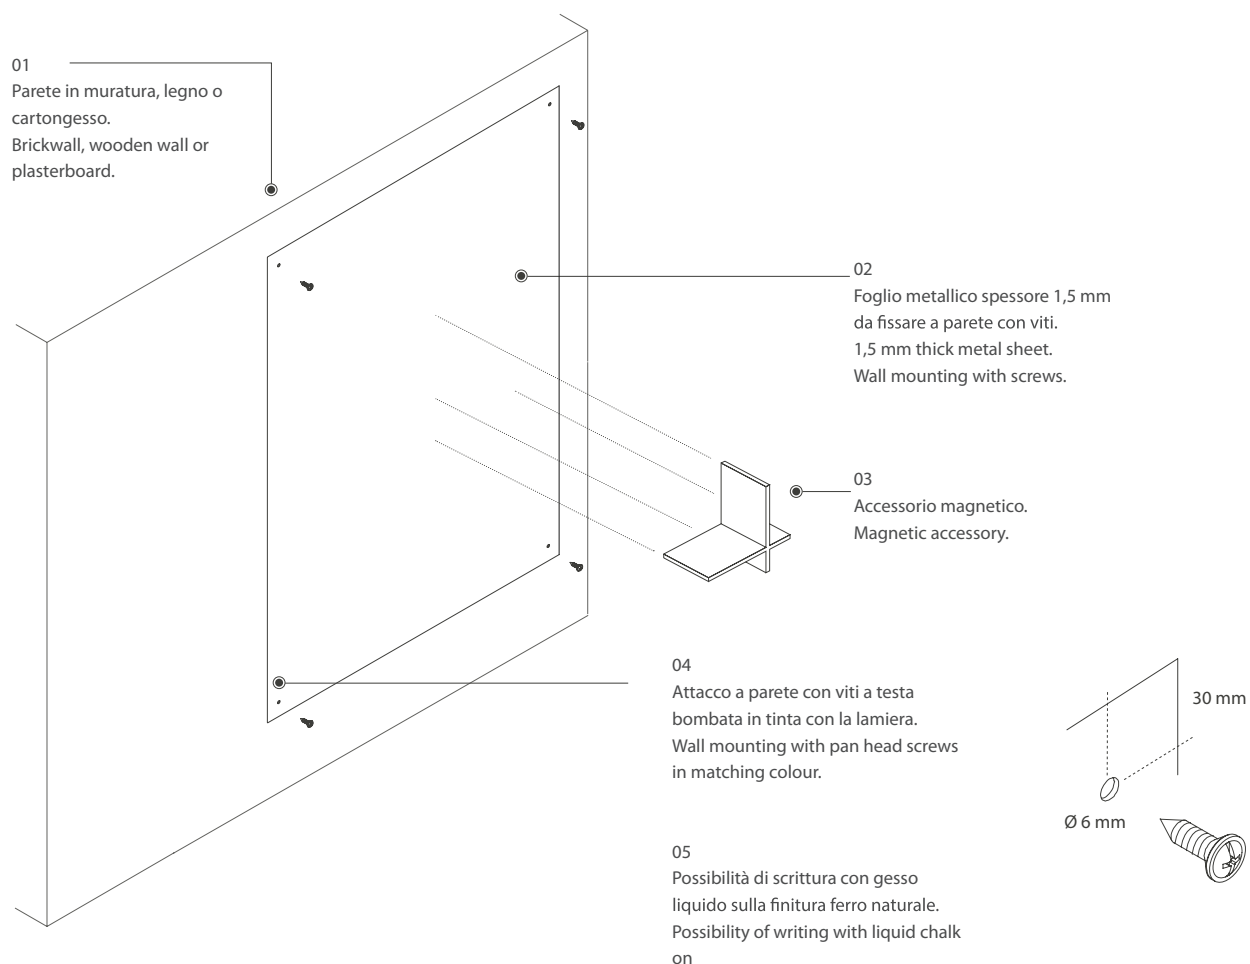 01
Parete in muratura, legno o
cartongesso.
Brickwall, wooden wall or
plasterboard.
02
Foglio metallico spessore 1,5 mm
da fissare a parete con viti.
1,5 mm thick metal sheet.
Wall mounting with screws.
03
Accessorio magnetico.
Magnetic accessory.
04
Attacco a parete con viti a testa
bombata in tinta con la lamiera.
Wall mounting with pan head screws
in matching colour.
30 mm
Ø 6 mm
05
Possibilità di scrittura con gesso
liquido sulla finitura ferro naturale.
Possibility of writing with liquid chalk
on